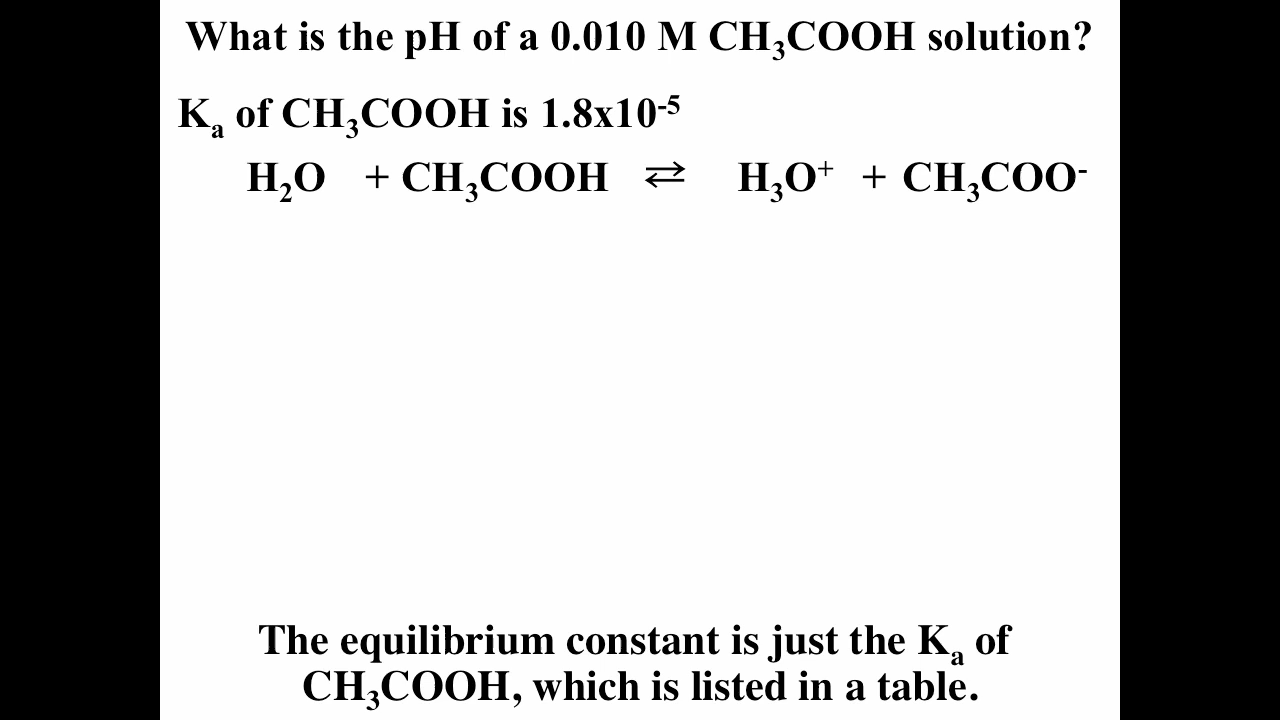 What is the pH of a 0.010 M CH₃COOH solution?
Kₐ of CH₃COOH is 1.8x10⁻⁵
H₂O + CH₃COOH ⇄ H₃O⁺ + CH₃COO⁻
The equilibrium constant is just the Kₐ of
CH₃COOH, which is listed in a table.